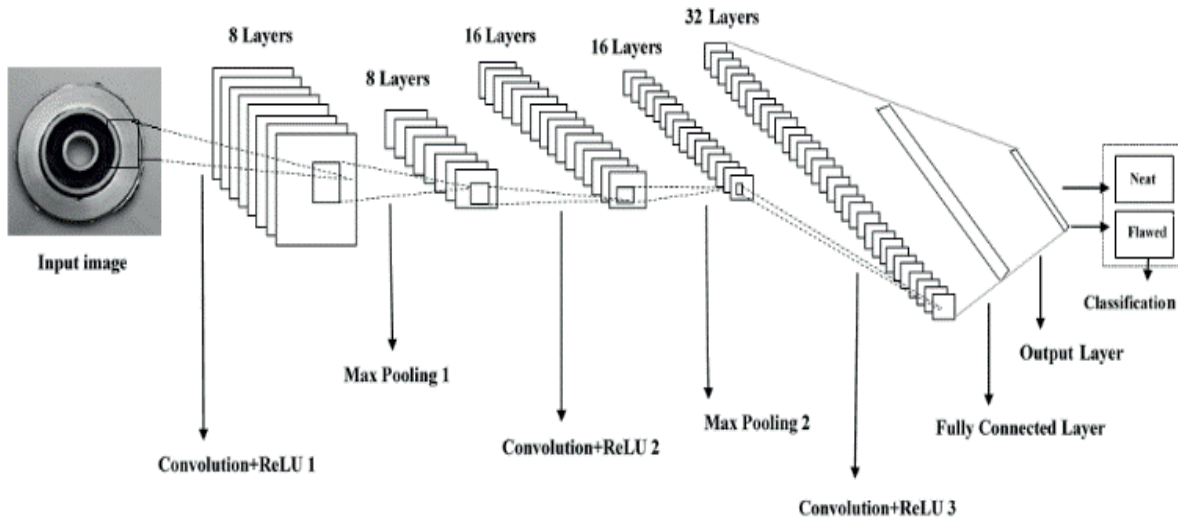 32 Layers
8 Layers
16 Layers
16 Layers
8 Layers
Neat
Flawed
Input image
Classification
Output Layer
Max Pooling 1
Max Pooling 2
Fully Connected Layer
Convolution+ReLU 2
Convolution+ReLU 1
Convolution+ReLU 3